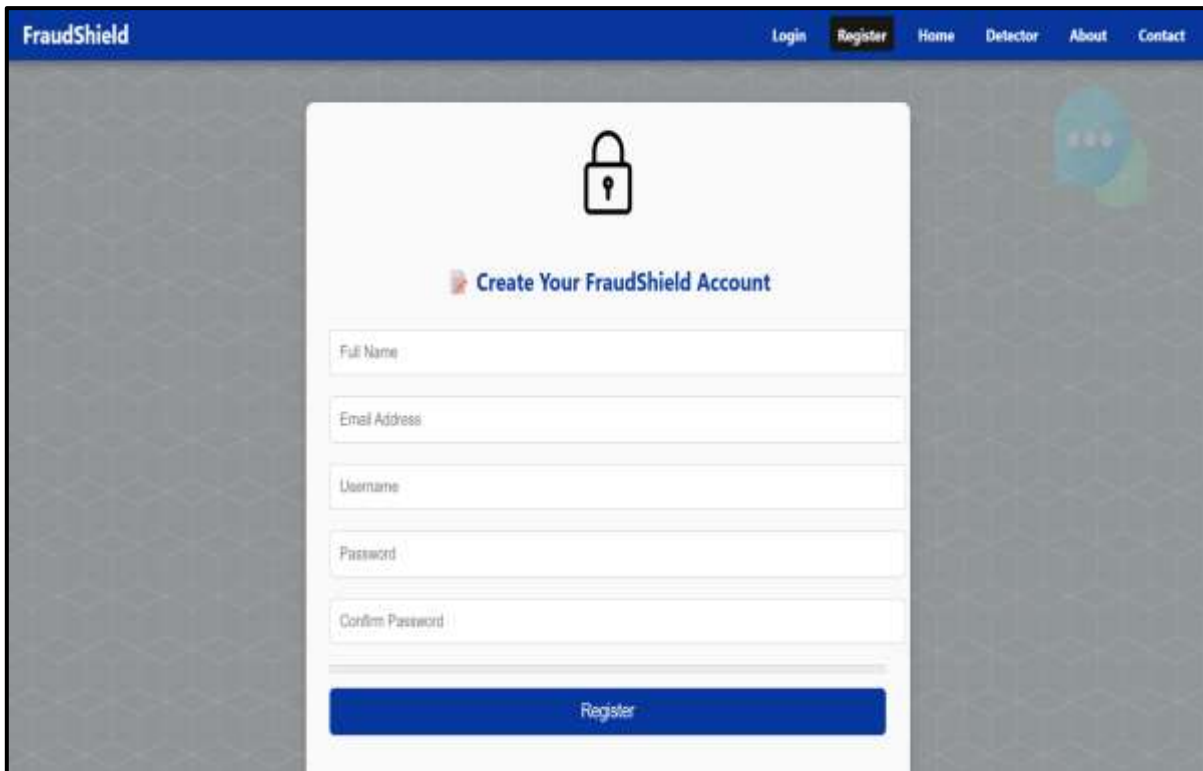 FraudShield Login Register Home Detector About Contact
Create Your FraudShield Account
Full Name
Email Address
Username
Password
Confirm Password
Register